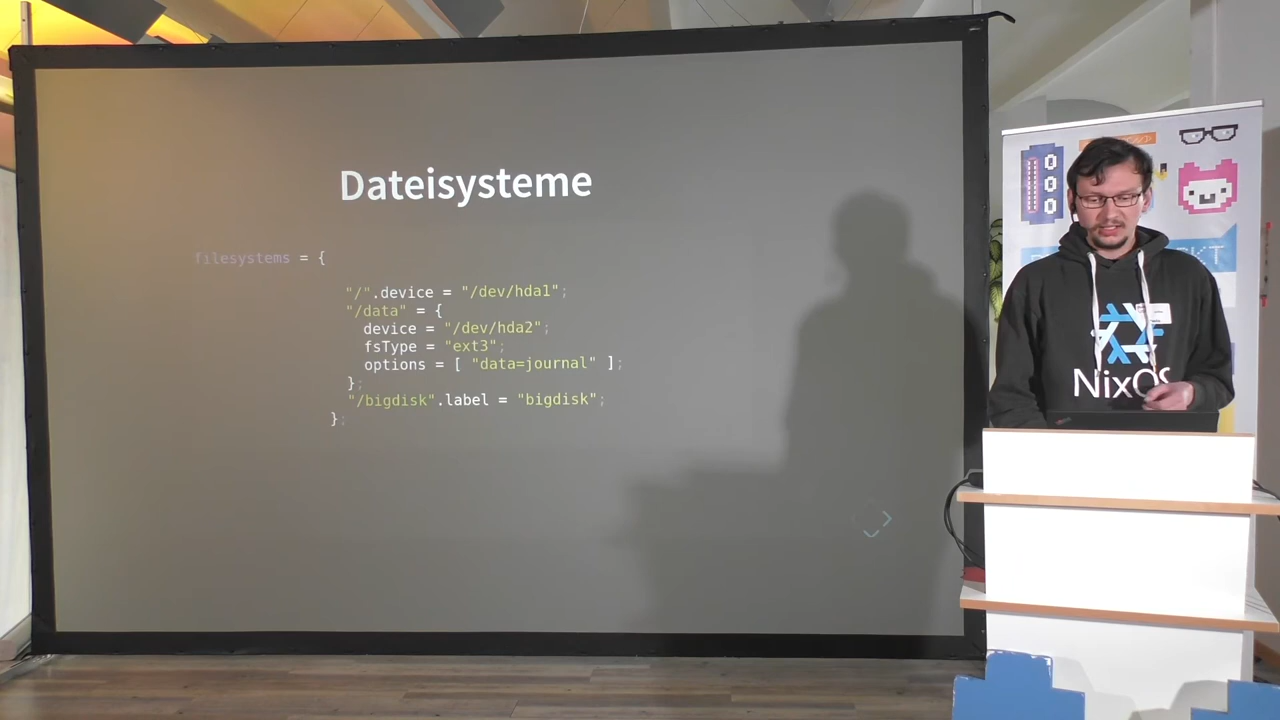 Dateisysteme
filesystems = {
"/".device = "/dev/hda1";
"/data" = {
device = "/dev/hda2";
fsType = "ext3";
options = [ "data=journal" ];
};
"/bigdisk".label = "bigdisk";
};
NixOS